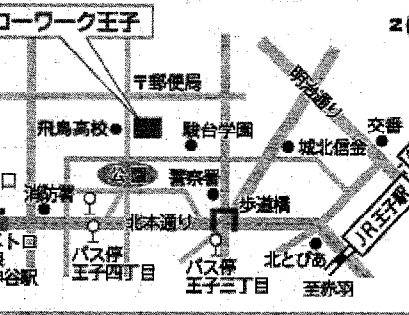 ローワーク王子
〒郵便局
明治通り
飛鳥高校
駿台学園
交番
城北信金
公園
警察署
消防署
歩道橋
北本通り
JR王子駅
バス停
王子四丁目
バス停
王子三丁目
北とぴあ
至赤羽
谷駅